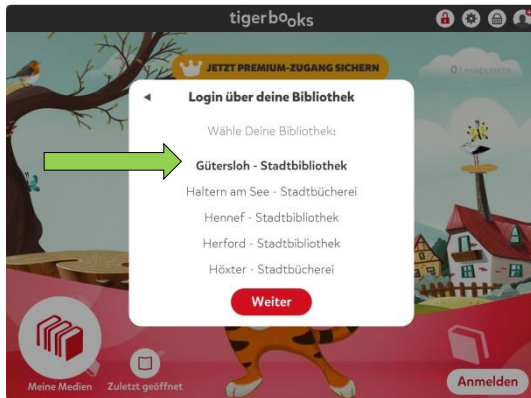 tigerbooks
JETZT PREMIUM-ZUGANG SICHERN
0 Lesepunkte
Login über deine Bibliothek
Wähle Deine Bibliothek:
Gütersloh - Stadtbibliothek
Haltern am See - Stadtbücherei
Hennef - Stadtbibliothek
Herford - Stadtbibliothek
Höxter - Stadtbücherei
Weiter
Meine Medien
Zuletzt geöffnet
Anmelden